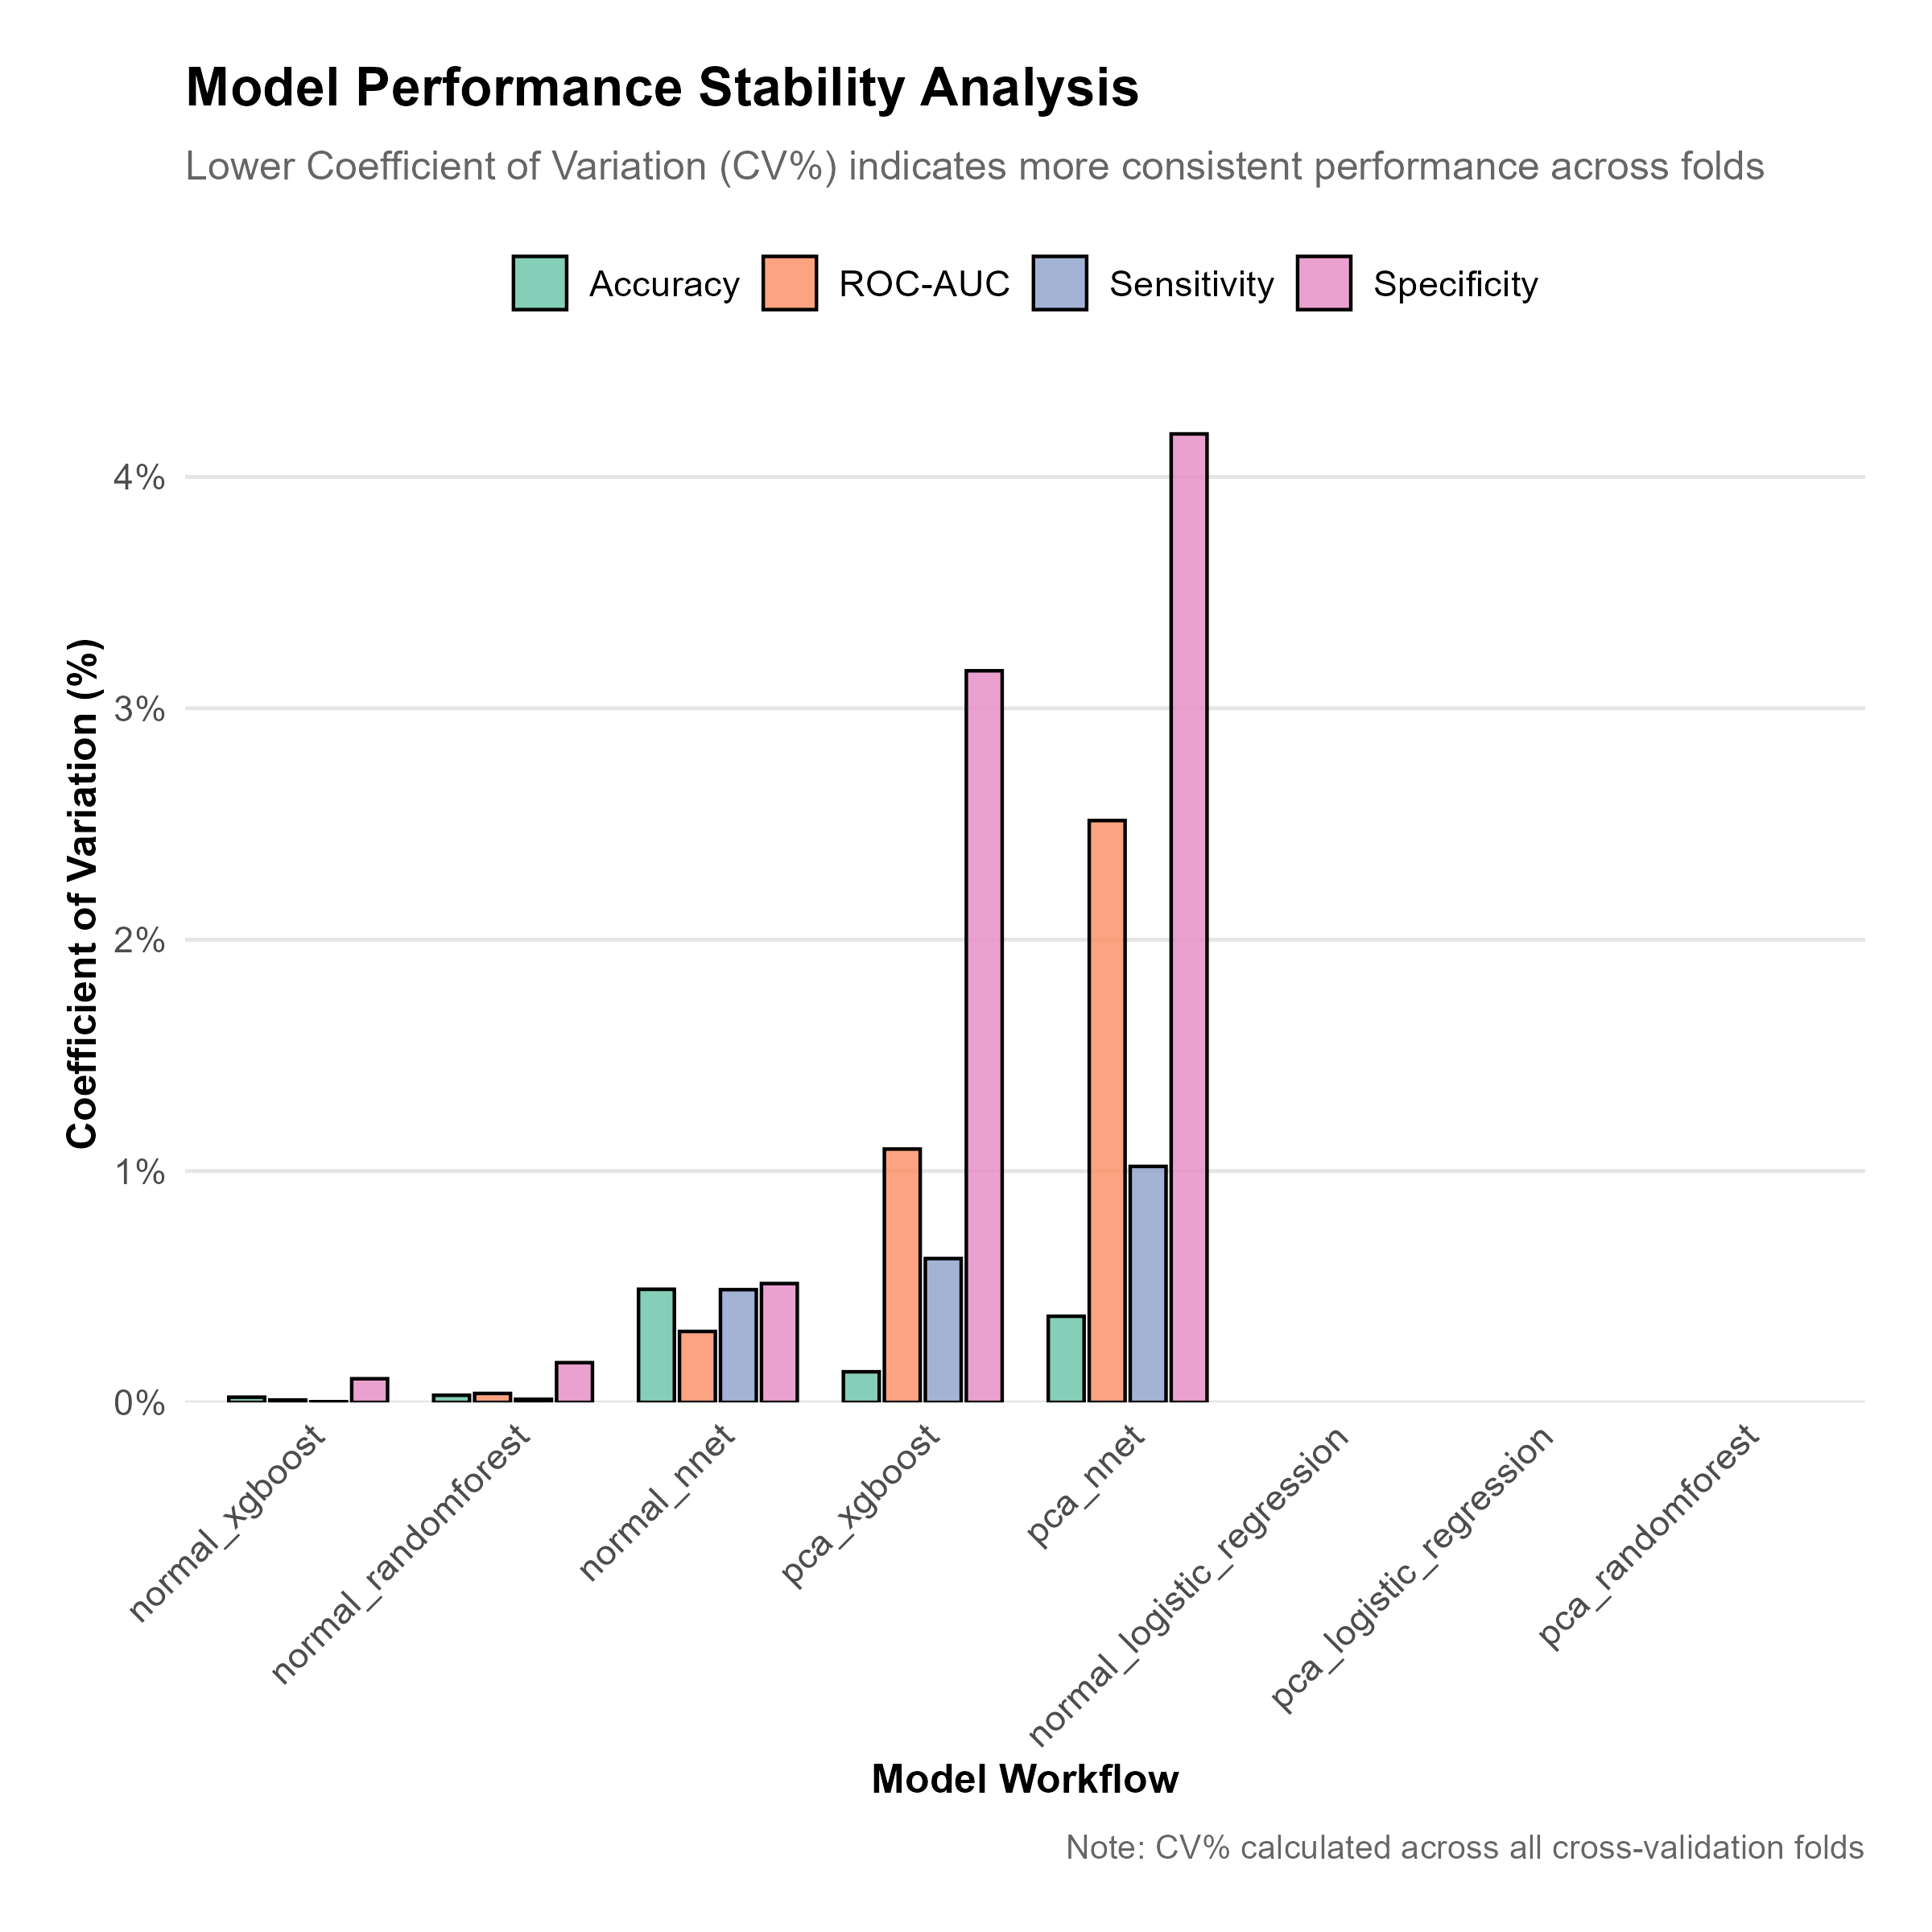 Model Performance Stability Analysis
Lower Coefficient of Variation (CV%) indicates more consistent performance across folds
Accuracy ROC-AUC Sensitivity Specificity
Coefficient of Variation (%)
4%
3%
2%
1%
0%
normal_xgboost
normal_randomforest
normal_nnet
pca_xgboost
pca_nnet
normal_logistic_regression
pca_logistic_regression
pca_randomforest
Model Workflow
Note: CV% calculated across all cross-validation folds